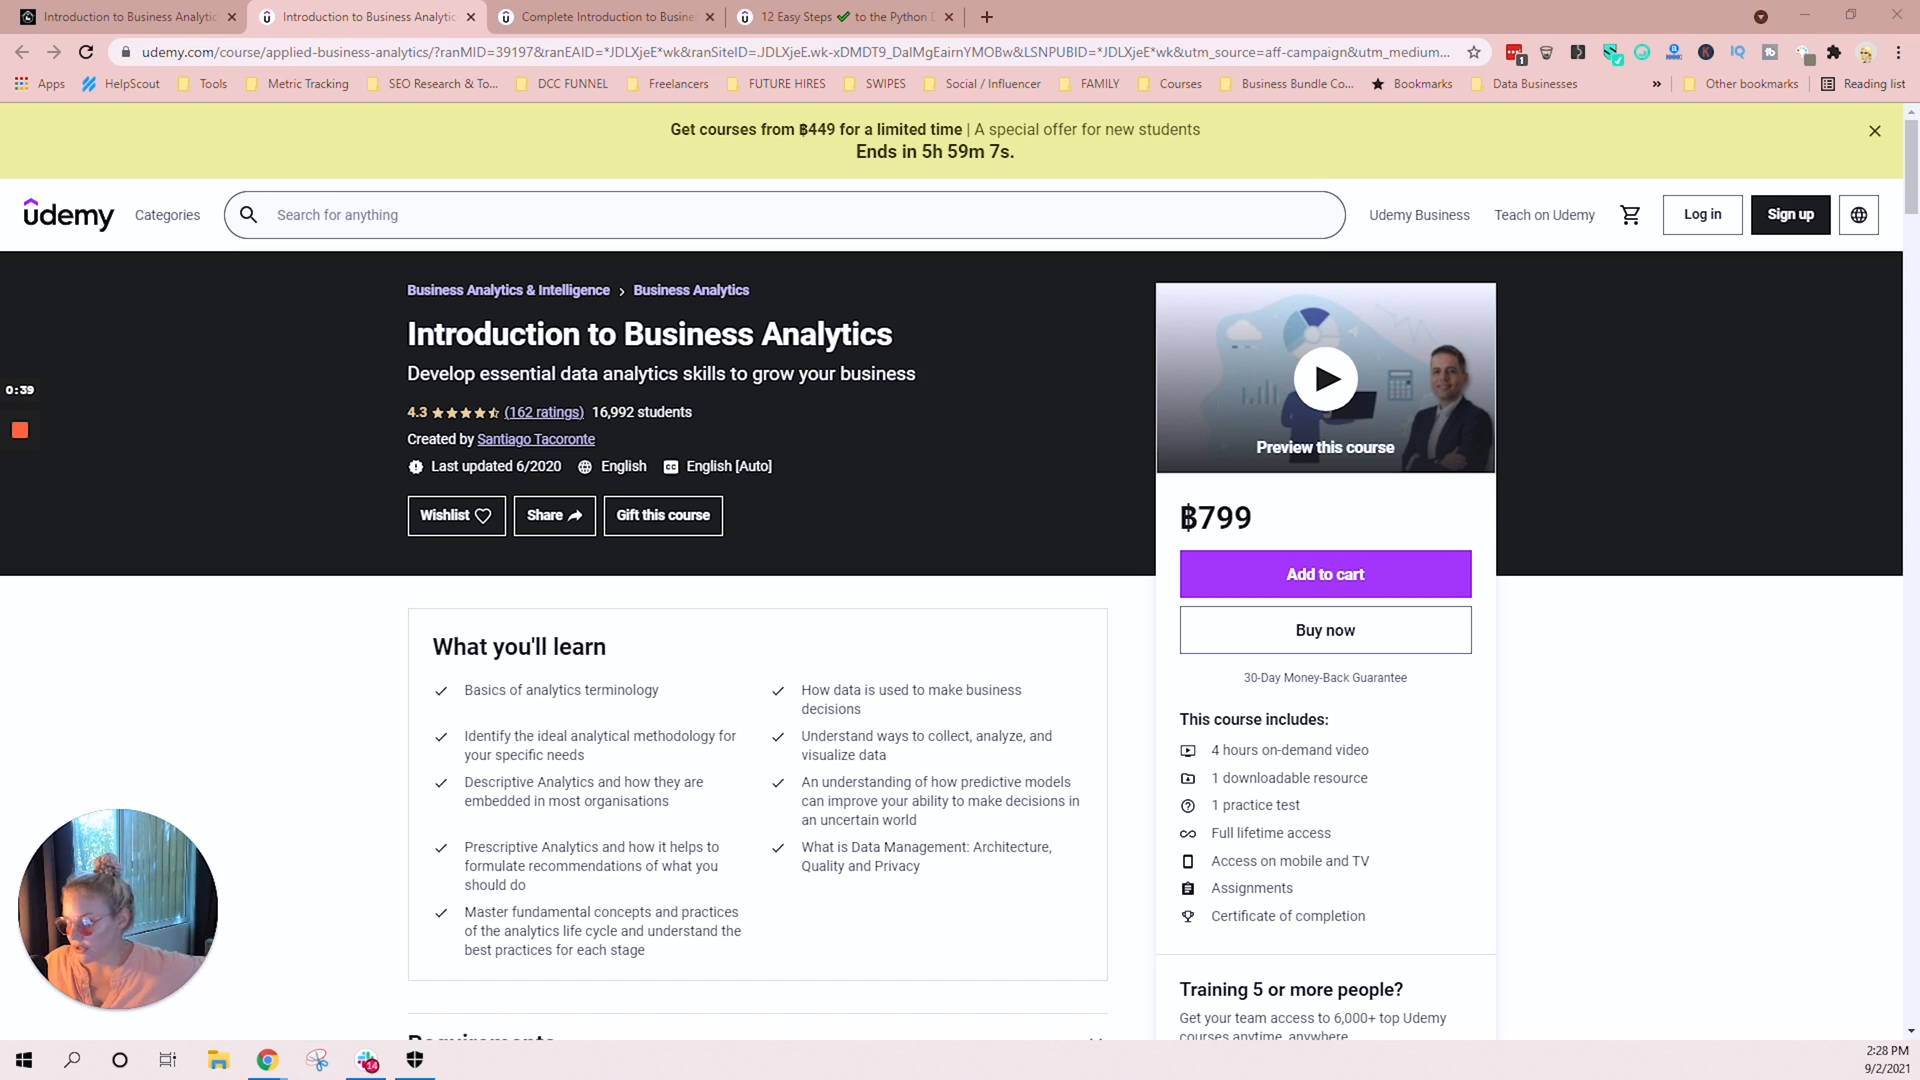 Introduction to Business Analytic
Introduction to Business Analytic
Complete Introduction to Busine
12 Easy Steps ✔ to the Python D
udemy.com/course/applied-business-analytics/?ranMID=39197&ranEAID=*JDLXjeE*wk&ranSiteID=.JDLXjeE.wk-xDMDT9_DalMgEairnYMOBw&LSNPUBID=*JDLXjeE*wk&utm_source=aff-campaign&utm_medium...
Apps
HelpScout
Tools
Metric Tracking
SEO Research & To...
DCC FUNNEL
Freelancers
FUTURE HIRES
SWIPES
Social / Influencer
FAMILY
Courses
Business Bundle Co...
Bookmarks
Data Businesses
»
Other bookmarks
Reading list
Get courses from ฿449 for a limited time | A special offer for new students
Ends in 5h 59m 7s.
ûdemy
Categories
Search for anything
Udemy Business
Teach on Udemy
Log in
Sign up
Business Analytics & Intelligence > Business Analytics
Introduction to Business Analytics
Develop essential data analytics skills to grow your business
4.3 (162 ratings) 16,992 students
Created by Santiago Tacoronte
Last updated 6/2020 English CC English [Auto]
Wishlist
Share
Gift this course
0:39
Preview this course
฿799
Add to cart
Buy now
30-Day Money-Back Guarantee
This course includes:
4 hours on-demand video
1 downloadable resource
1 practice test
Full lifetime access
Access on mobile and TV
Assignments
Certificate of completion
Training 5 or more people?
Get your team access to 6,000+ top Udemy
courses anytime, anywhere.
What you'll learn
Basics of analytics terminology
Identify the ideal analytical methodology for
your specific needs
Descriptive Analytics and how they are
embedded in most organisations
Prescriptive Analytics and how it helps to
formulate recommendations of what you
should do
Master fundamental concepts and practices
of the analytics life cycle and understand the
best practices for each stage
How data is used to make business
decisions
Understand ways to collect, analyze, and
visualize data
An understanding of how predictive models
can improve your ability to make decisions in
an uncertain world
What is Data Management: Architecture,
Quality and Privacy
Requirements
14
2:28 PM
9/2/2021